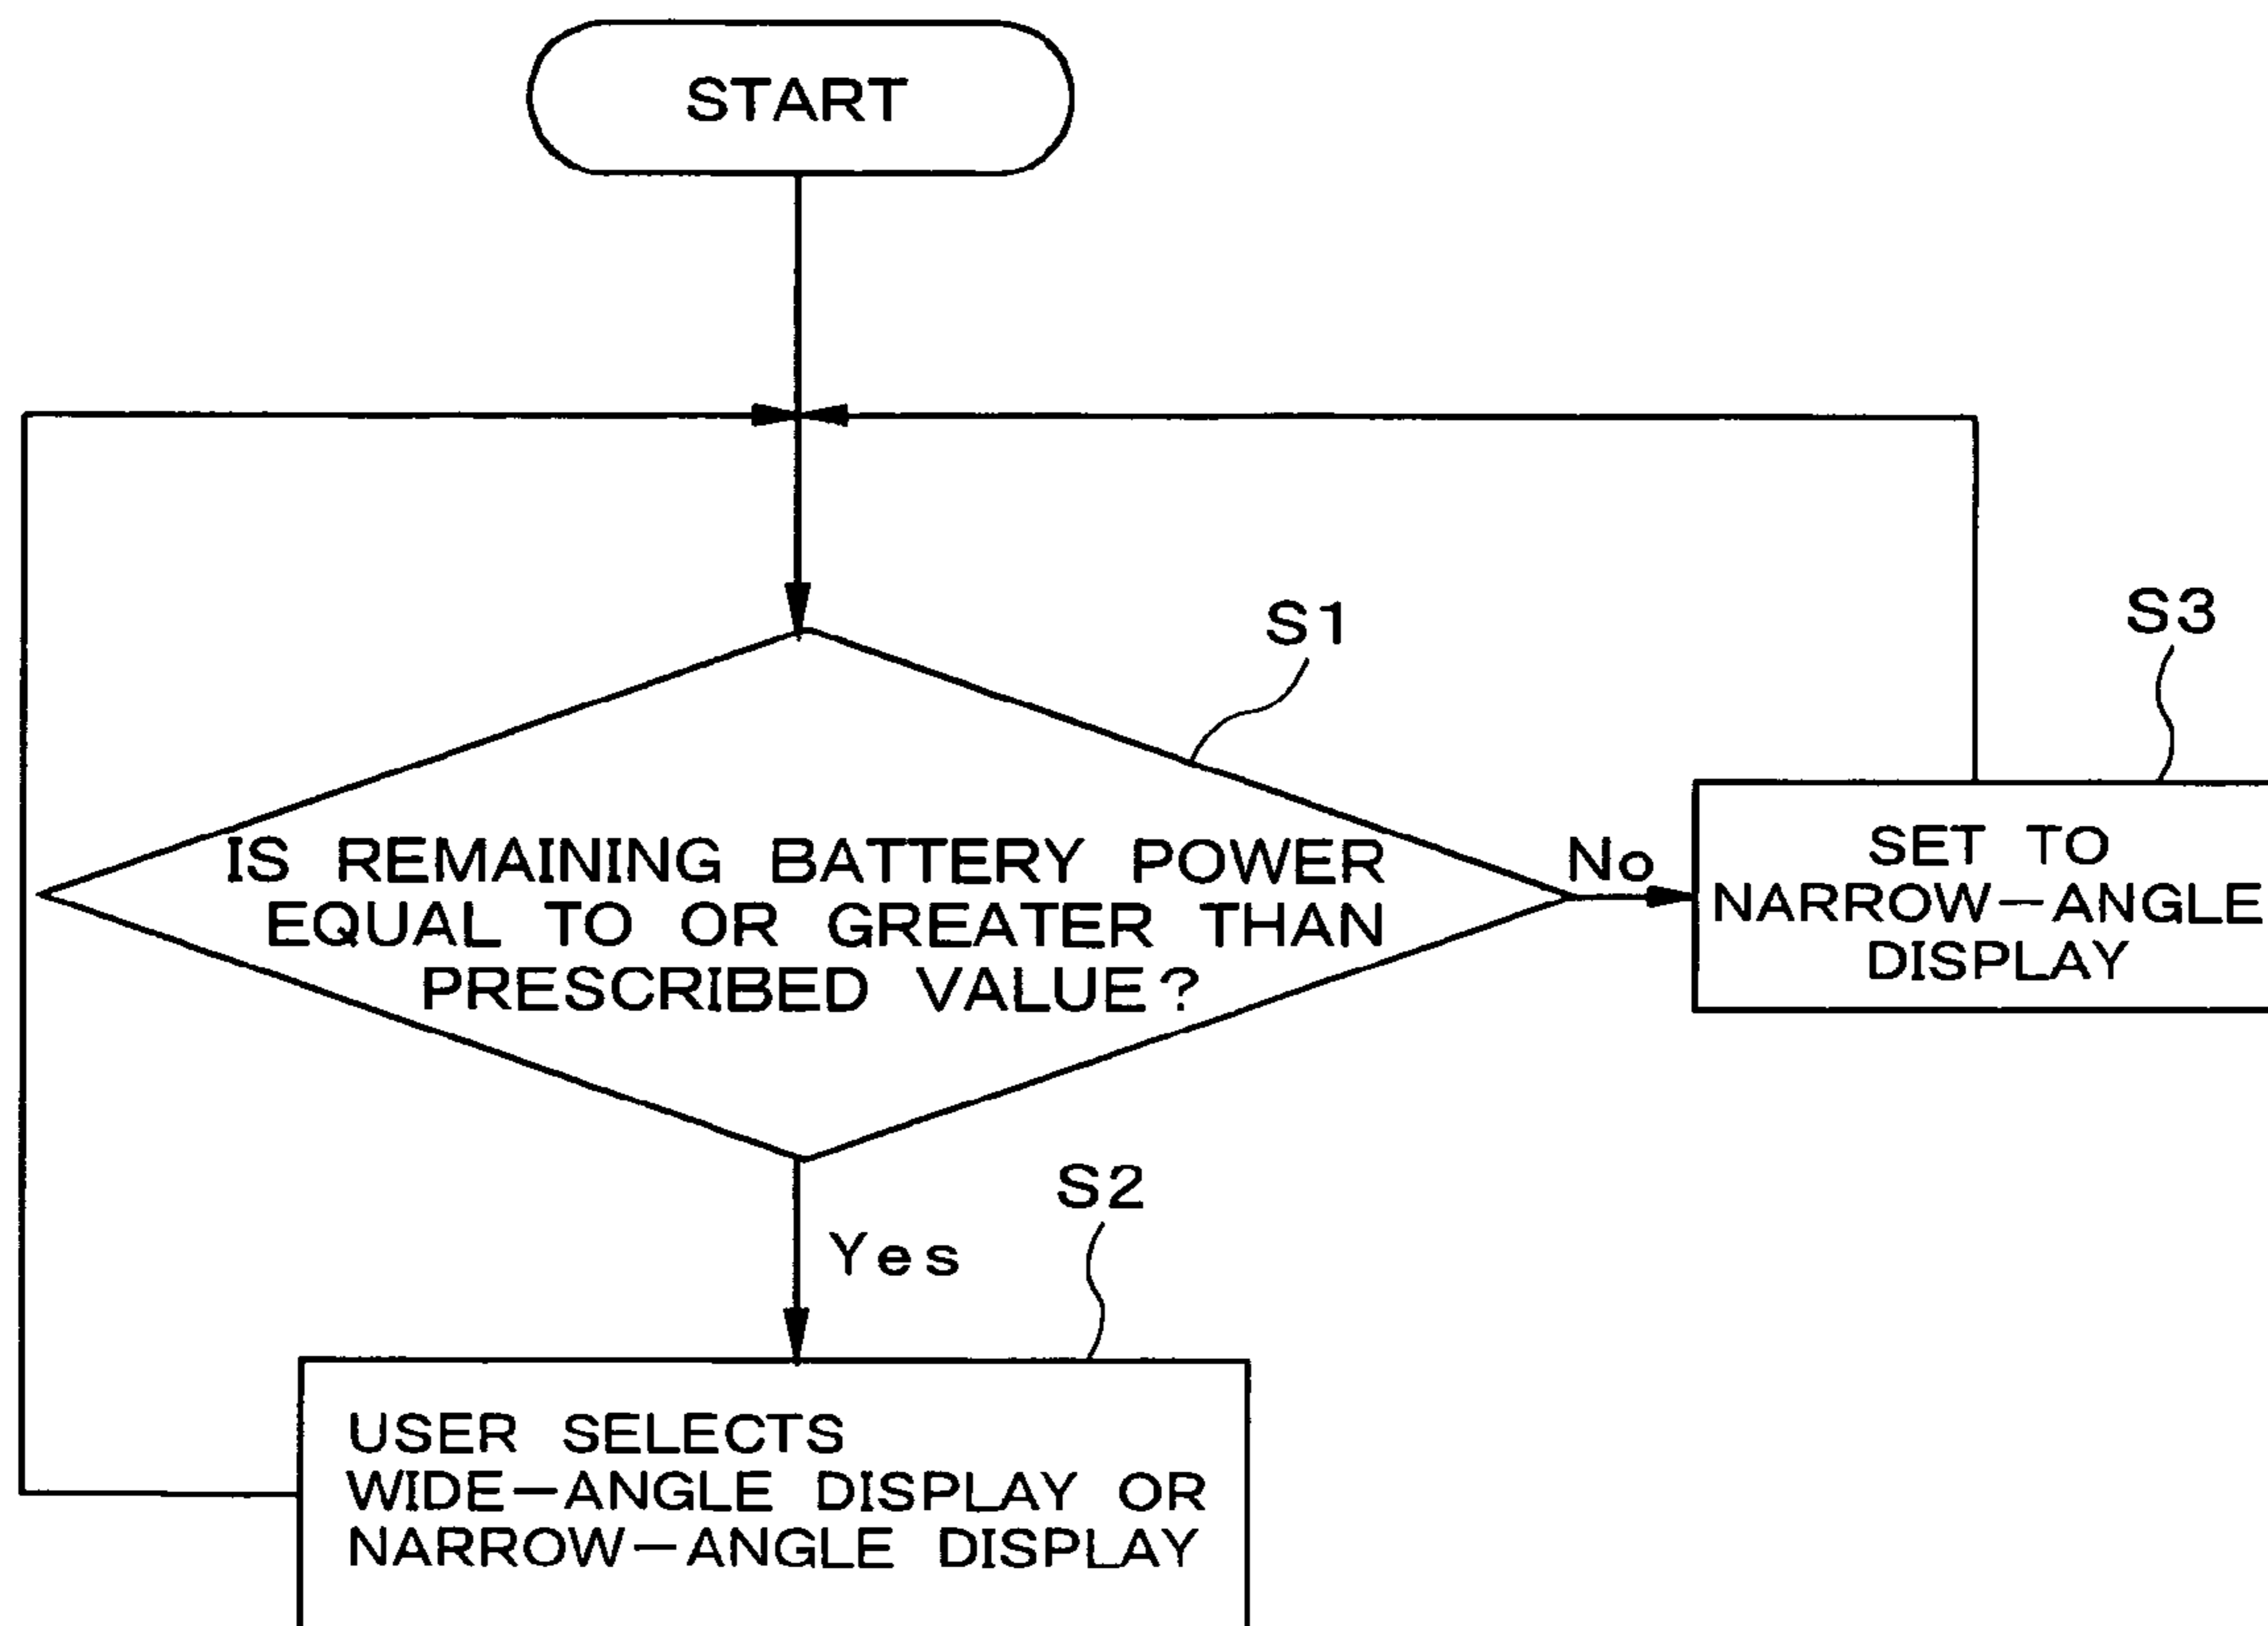 START
S1
S3
IS REMAINING BATTERY POWER
EQUAL TO OR GREATER THAN
PRESCRIBED VALUE?
No
SET TO
NARROW-ANGLE
DISPLAY
S2
Yes
USER SELECTS
WIDE-ANGLE DISPLAY OR
NARROW-ANGLE DISPLAY